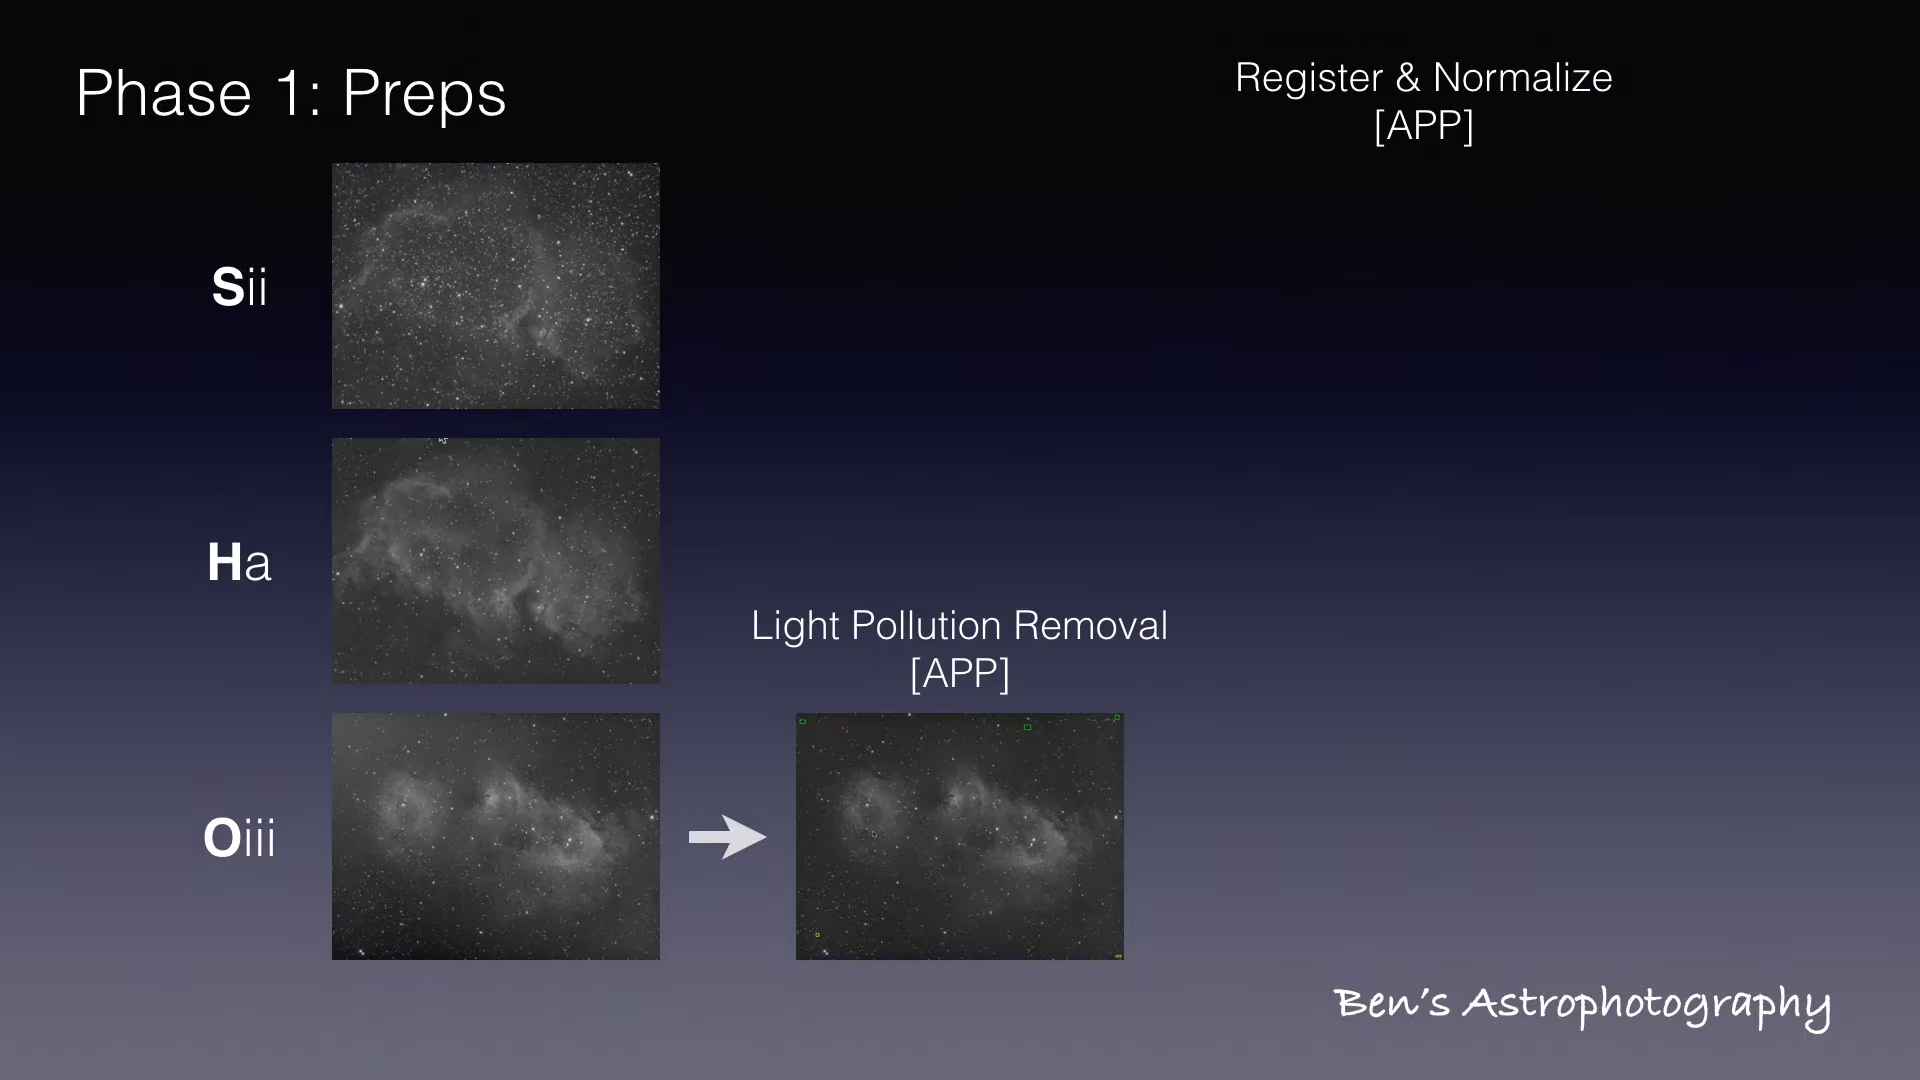 Phase 1: Preps
Register & Normalize
[APP]
Sii
Ha
Light Pollution Removal
[APP]
Oiii
Ben's Astrophotography